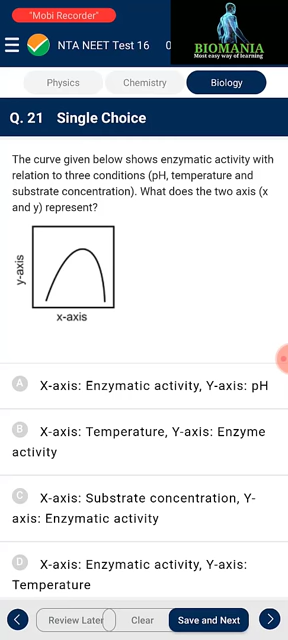 "Mobi Recorder"
NTA NEET Test 16
0
BIOMANIA
Most easy way of learning
Physics
Chemistry
Biology
Q. 21 Single Choice
The curve given below shows enzymatic activity with
relation to three conditions (pH, temperature and
substrate concentration). What does the two axis (x
and y) represent?
y-axis
x-axis
A X-axis: Enzymatic activity, Y-axis: pH
B X-axis: Temperature, Y-axis: Enzyme
activity
C X-axis: Substrate concentration, Y-
axis: Enzymatic activity
D X-axis: Enzymatic activity, Y-axis:
Temperature
Review Later
Clear
Save and Next